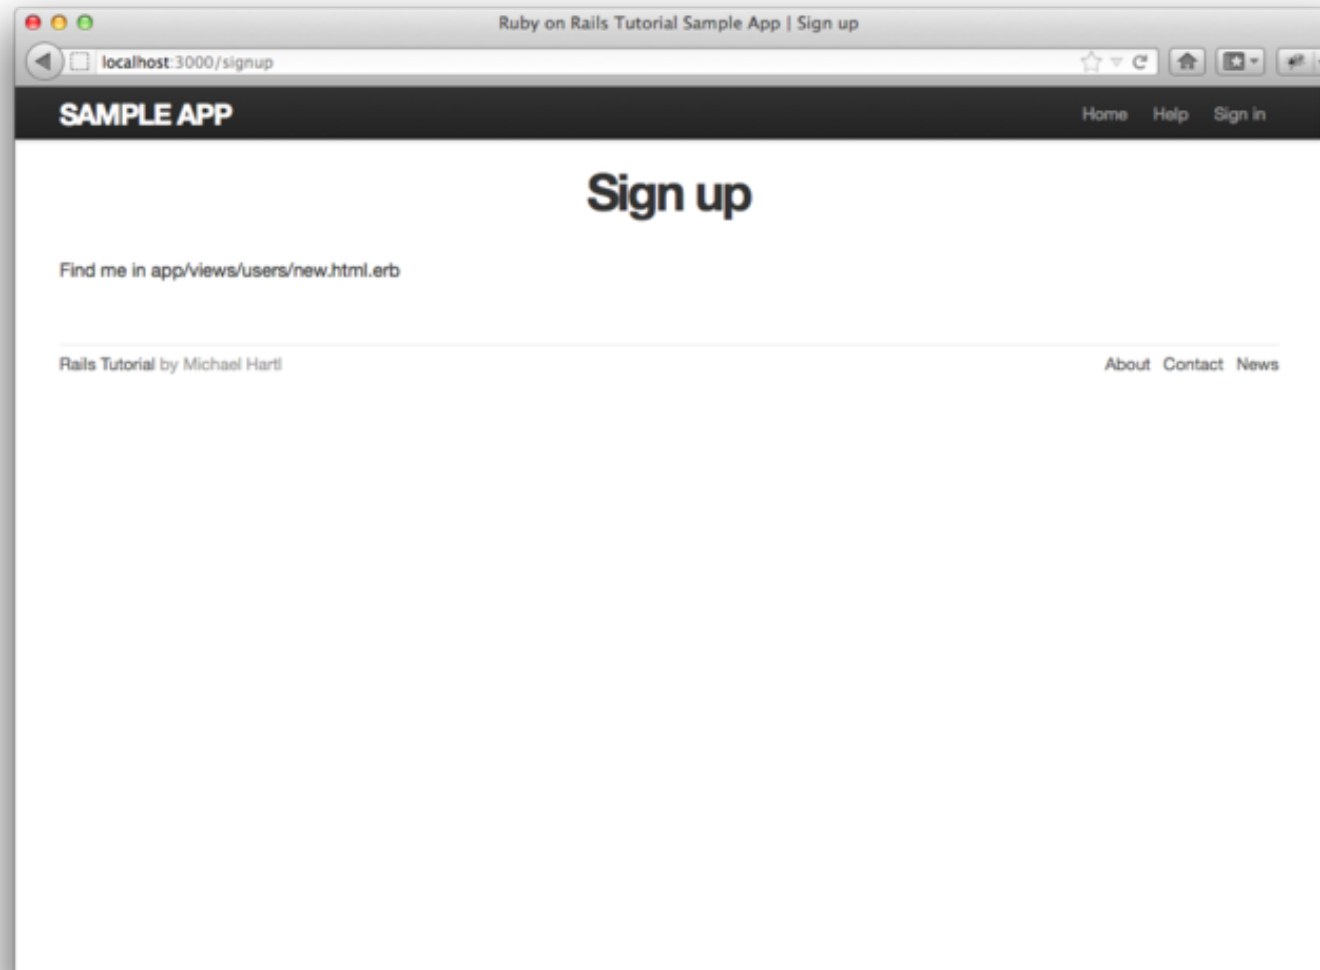 Ruby on Rails Tutorial Sample App | Sign up
localhost:3000/signup
SAMPLE APP Home Help Sign in
Sign up
Find me in app/views/users/new.html.erb
Rails Tutorial by Michael Hartl About Contact News